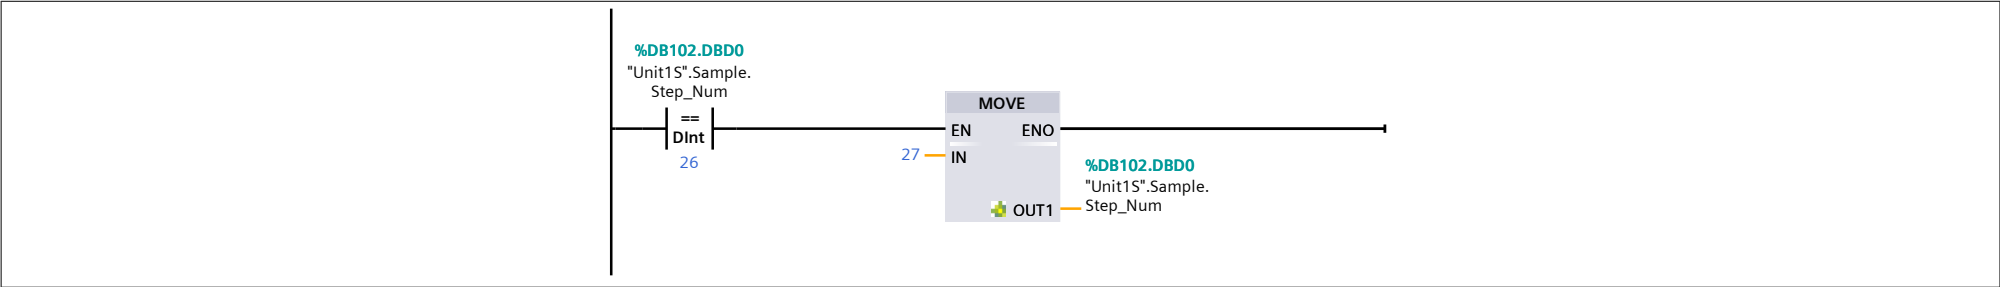 %DB102.DBD0
"Unit1S".Sample.
Step_Num
==
DInt
26
MOVE
EN ENO
27 IN
%DB102.DBD0
"Unit1S".Sample.
Step_Num
OUT1